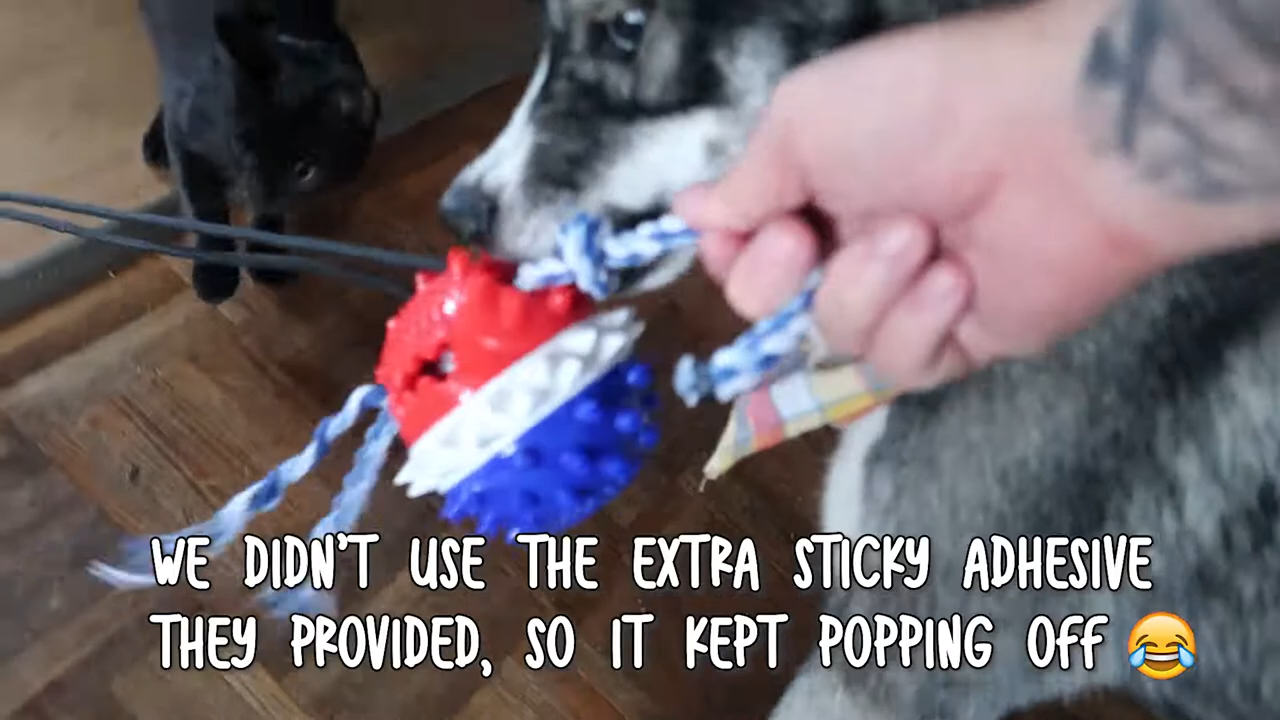 WE DIDN'T USE THE EXTRA STICKY ADHESIVE
THEY PROVIDED, SO IT KEPT POPPING OFF 😂